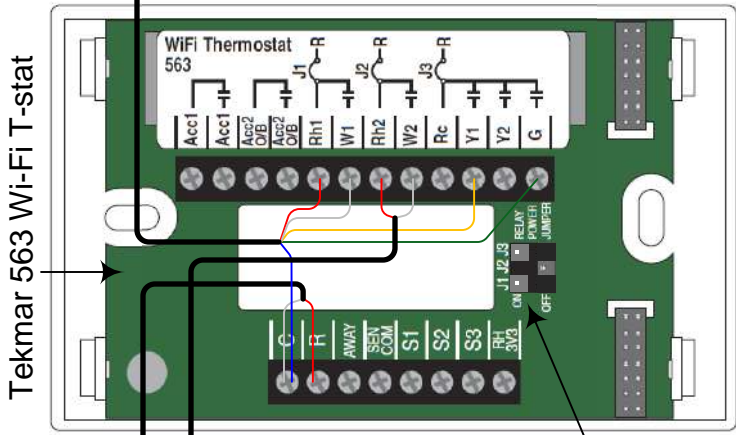 Tekmar 563 Wi-Fi T-stat
WiFi Thermostat
563
J1 R
J2 R
J3 R
Acc1
Acc1
Acc2
O/B
Acc2
O/B
Rh1
W1
Rh2
W2
Rc
Y1
Y2
G
J1 J2 J3
RELAY
POWER
JUMPER
ON
OFF
C
R
AWAY
SEN
COM
S1
S2
S3
RH
3V3